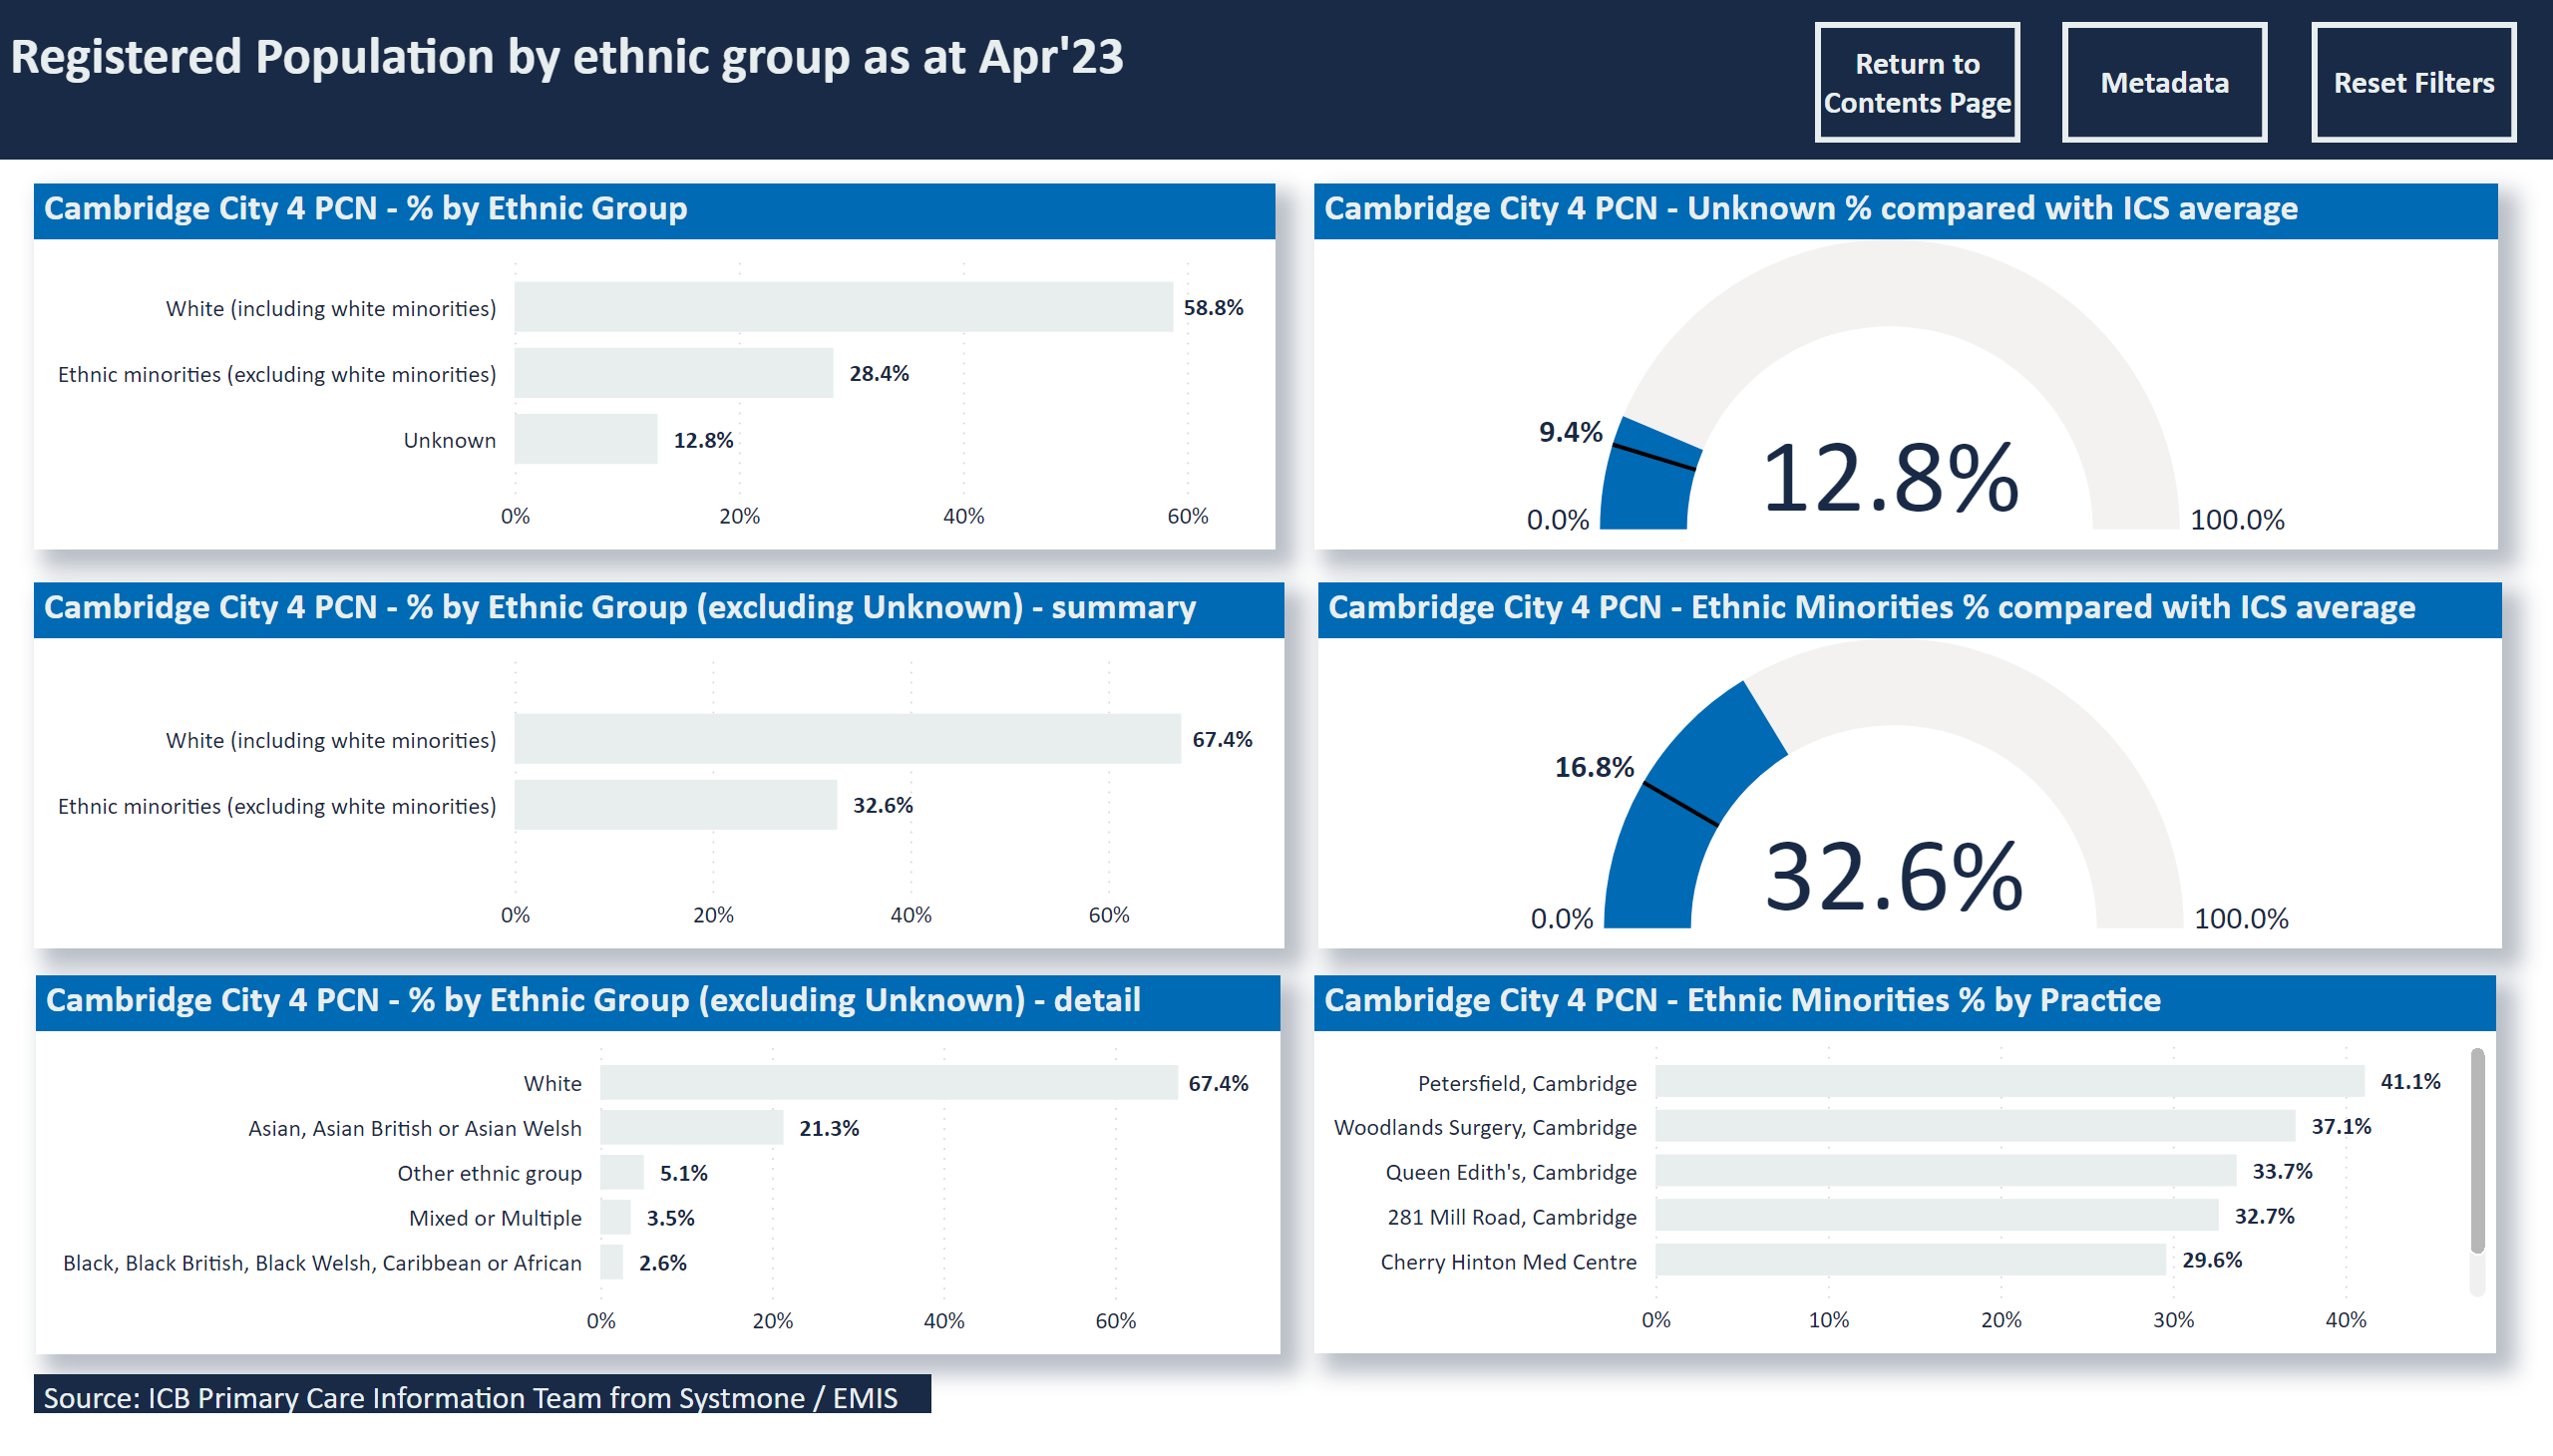 Registered Population by ethnic group as at Apr'23
Return to
Contents Page
Metadata
Reset Filters
Cambridge City 4 PCN - % by Ethnic Group
White (including white minorities)
58.8%
Ethnic minorities (excluding white minorities)
28.4%
Unknown
12.8%
0%
20%
40%
60%
Cambridge City 4 PCN - Unknown % compared with ICS average
9.4%
12.8%
0.0%
100.0%
Cambridge City 4 PCN - % by Ethnic Group (excluding Unknown) - summary
White (including white minorities)
67.4%
Ethnic minorities (excluding white minorities)
32.6%
0%
20%
40%
60%
Cambridge City 4 PCN - Ethnic Minorities % compared with ICS average
16.8%
32.6%
0.0%
100.0%
Cambridge City 4 PCN - % by Ethnic Group (excluding Unknown) - detail
White
67.4%
Asian, Asian British or Asian Welsh
21.3%
Other ethnic group
5.1%
Mixed or Multiple
3.5%
Black, Black British, Black Welsh, Caribbean or African
2.6%
0%
20%
40%
60%
Cambridge City 4 PCN - Ethnic Minorities % by Practice
Petersfield, Cambridge
41.1%
Woodlands Surgery, Cambridge
37.1%
Queen Edith's, Cambridge
33.7%
281 Mill Road, Cambridge
32.7%
Cherry Hinton Med Centre
29.6%
0%
10%
20%
30%
40%
Source: ICB Primary Care Information Team from Systmone / EMIS